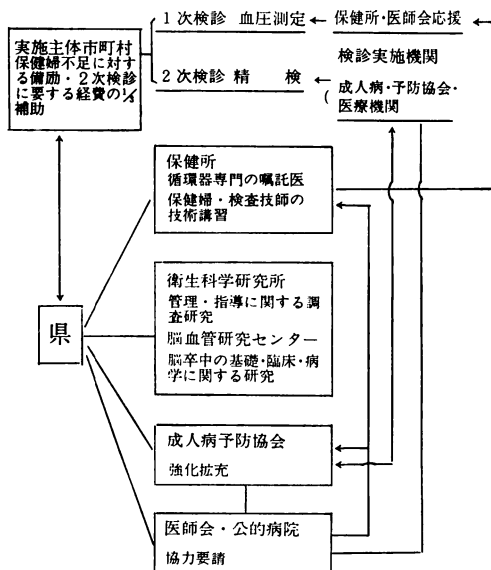 1次検診 血圧測定
保健所・医師会応援
実施主体市町村
保健婦不足に対す
る備励・2次検診
に要する経費の⅓
補助
検診実施機関
2次検診 精 検
成人病・予防協会・
医療機関
(
保健所
循環器専門の嘱託医
保健婦・検査技師の
技術講習
衛生科学研究所
管理・指導に関する調
査研究
脳血管研究センター
脳卒中の基礎・臨床・病
学に関する研究
県
成人病予防協会
強化拡充
医師会・公的病院
協力要請